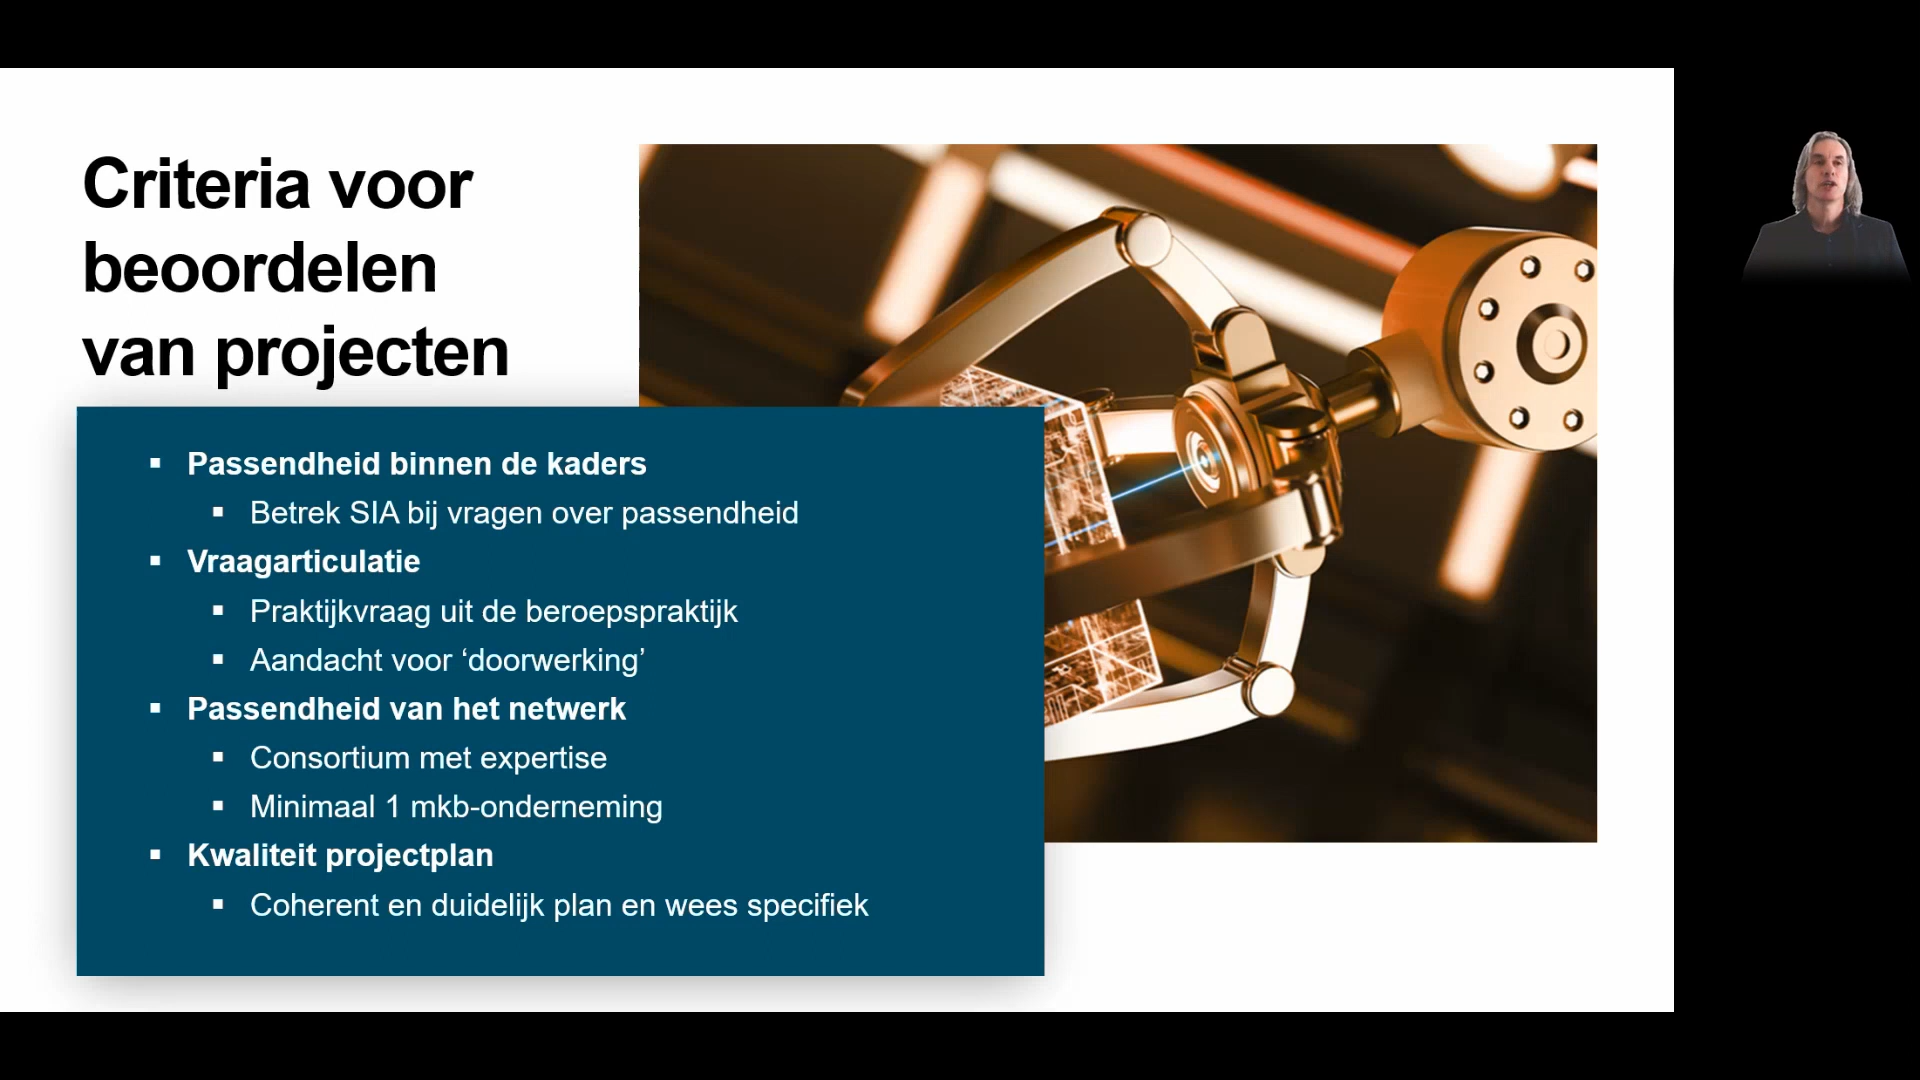 Criteria voor
beoordelen
van projecten
▪ Passendheid binnen de kaders
▪ Betrek SIA bij vragen over passendheid
▪ Vraagarticulatie
▪ Praktijkvraag uit de beroepspraktijk
▪ Aandacht voor ‘doorwerking’
▪ Passendheid van het netwerk
▪ Consortium met expertise
▪ Minimaal 1 mkb-onderneming
▪ Kwaliteit projectplan
▪ Coherent en duidelijk plan en wees specifiek